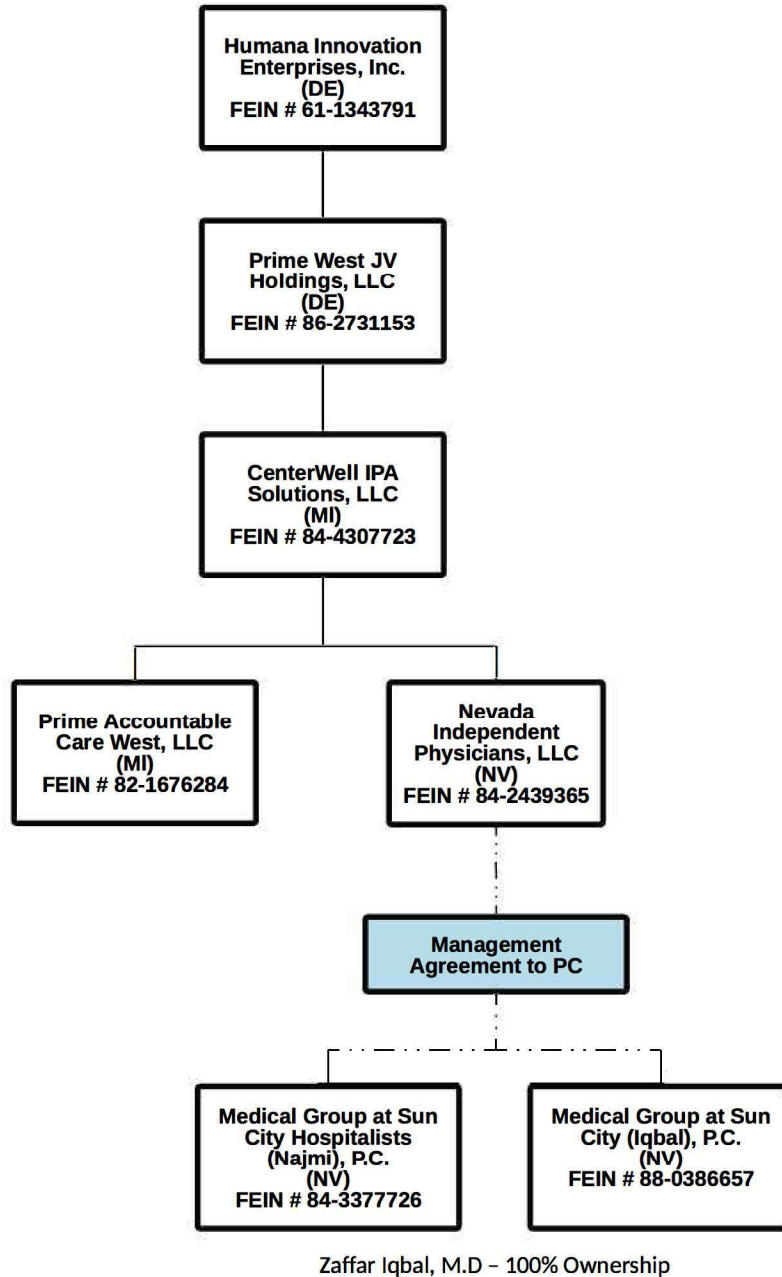 Humana Innovation
Enterprises, Inc.
(DE)
FEIN # 61-1343791
Prime West JV
Holdings, LLC
(DE)
FEIN # 86-2731153
CenterWell IPA
Solutions, LLC
(MI)
FEIN # 84-4307723
Prime Accountable
Care West, LLC
(MI)
FEIN # 82-1676284
Nevada
Independent
Physicians, LLC
(NV)
FEIN # 84-2439365
Management
Agreement to PC
Medical Group at Sun
City Hospitalists
(Najmi), P.C.
(NV)
FEIN # 84-3377726
Medical Group at Sun
City (Iqbal), P.C.
(NV)
FEIN # 88-0386657
Zaffar Iqbal, M.D – 100% Ownership